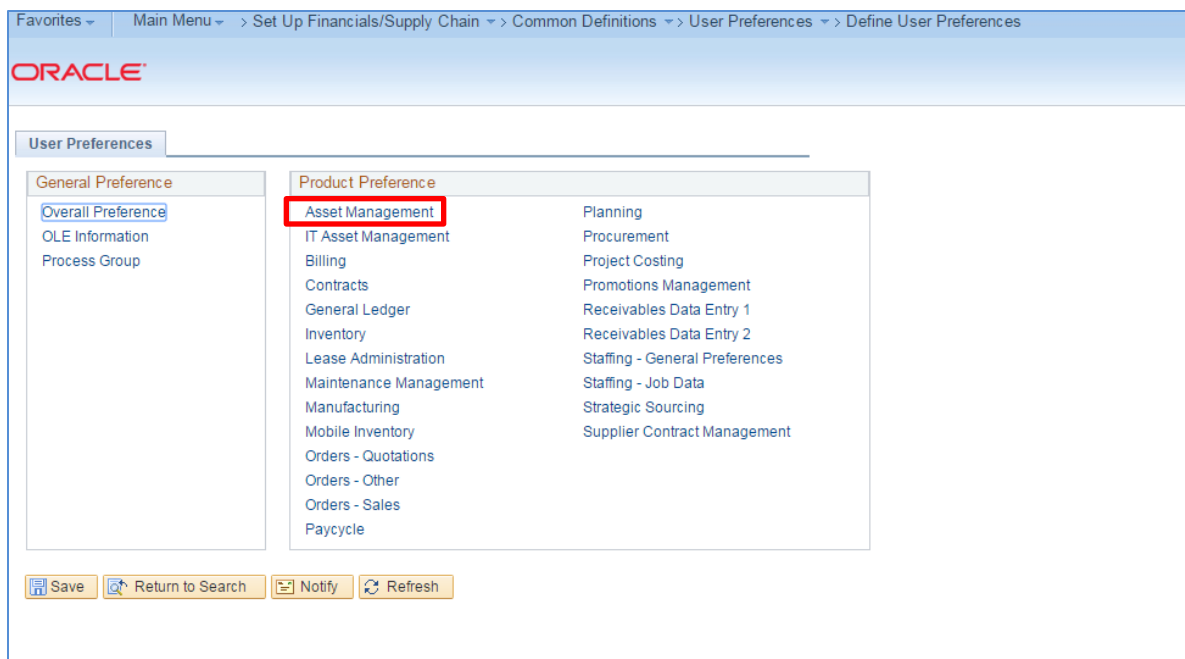 Favorites Main Menu > Set Up Financials/Supply Chain > Common Definitions > User Preferences > Define User Preferences
ORACLE
User Preferences
General Preference
Overall Preference
OLE Information
Process Group
Product Preference
Asset Management
IT Asset Management
Billing
Contracts
General Ledger
Inventory
Lease Administration
Maintenance Management
Manufacturing
Mobile Inventory
Orders - Quotations
Orders - Other
Orders - Sales
Paycycle
Planning
Procurement
Project Costing
Promotions Management
Receivables Data Entry 1
Receivables Data Entry 2
Staffing - General Preferences
Staffing - Job Data
Strategic Sourcing
Supplier Contract Management
Save Return to Search Notify Refresh